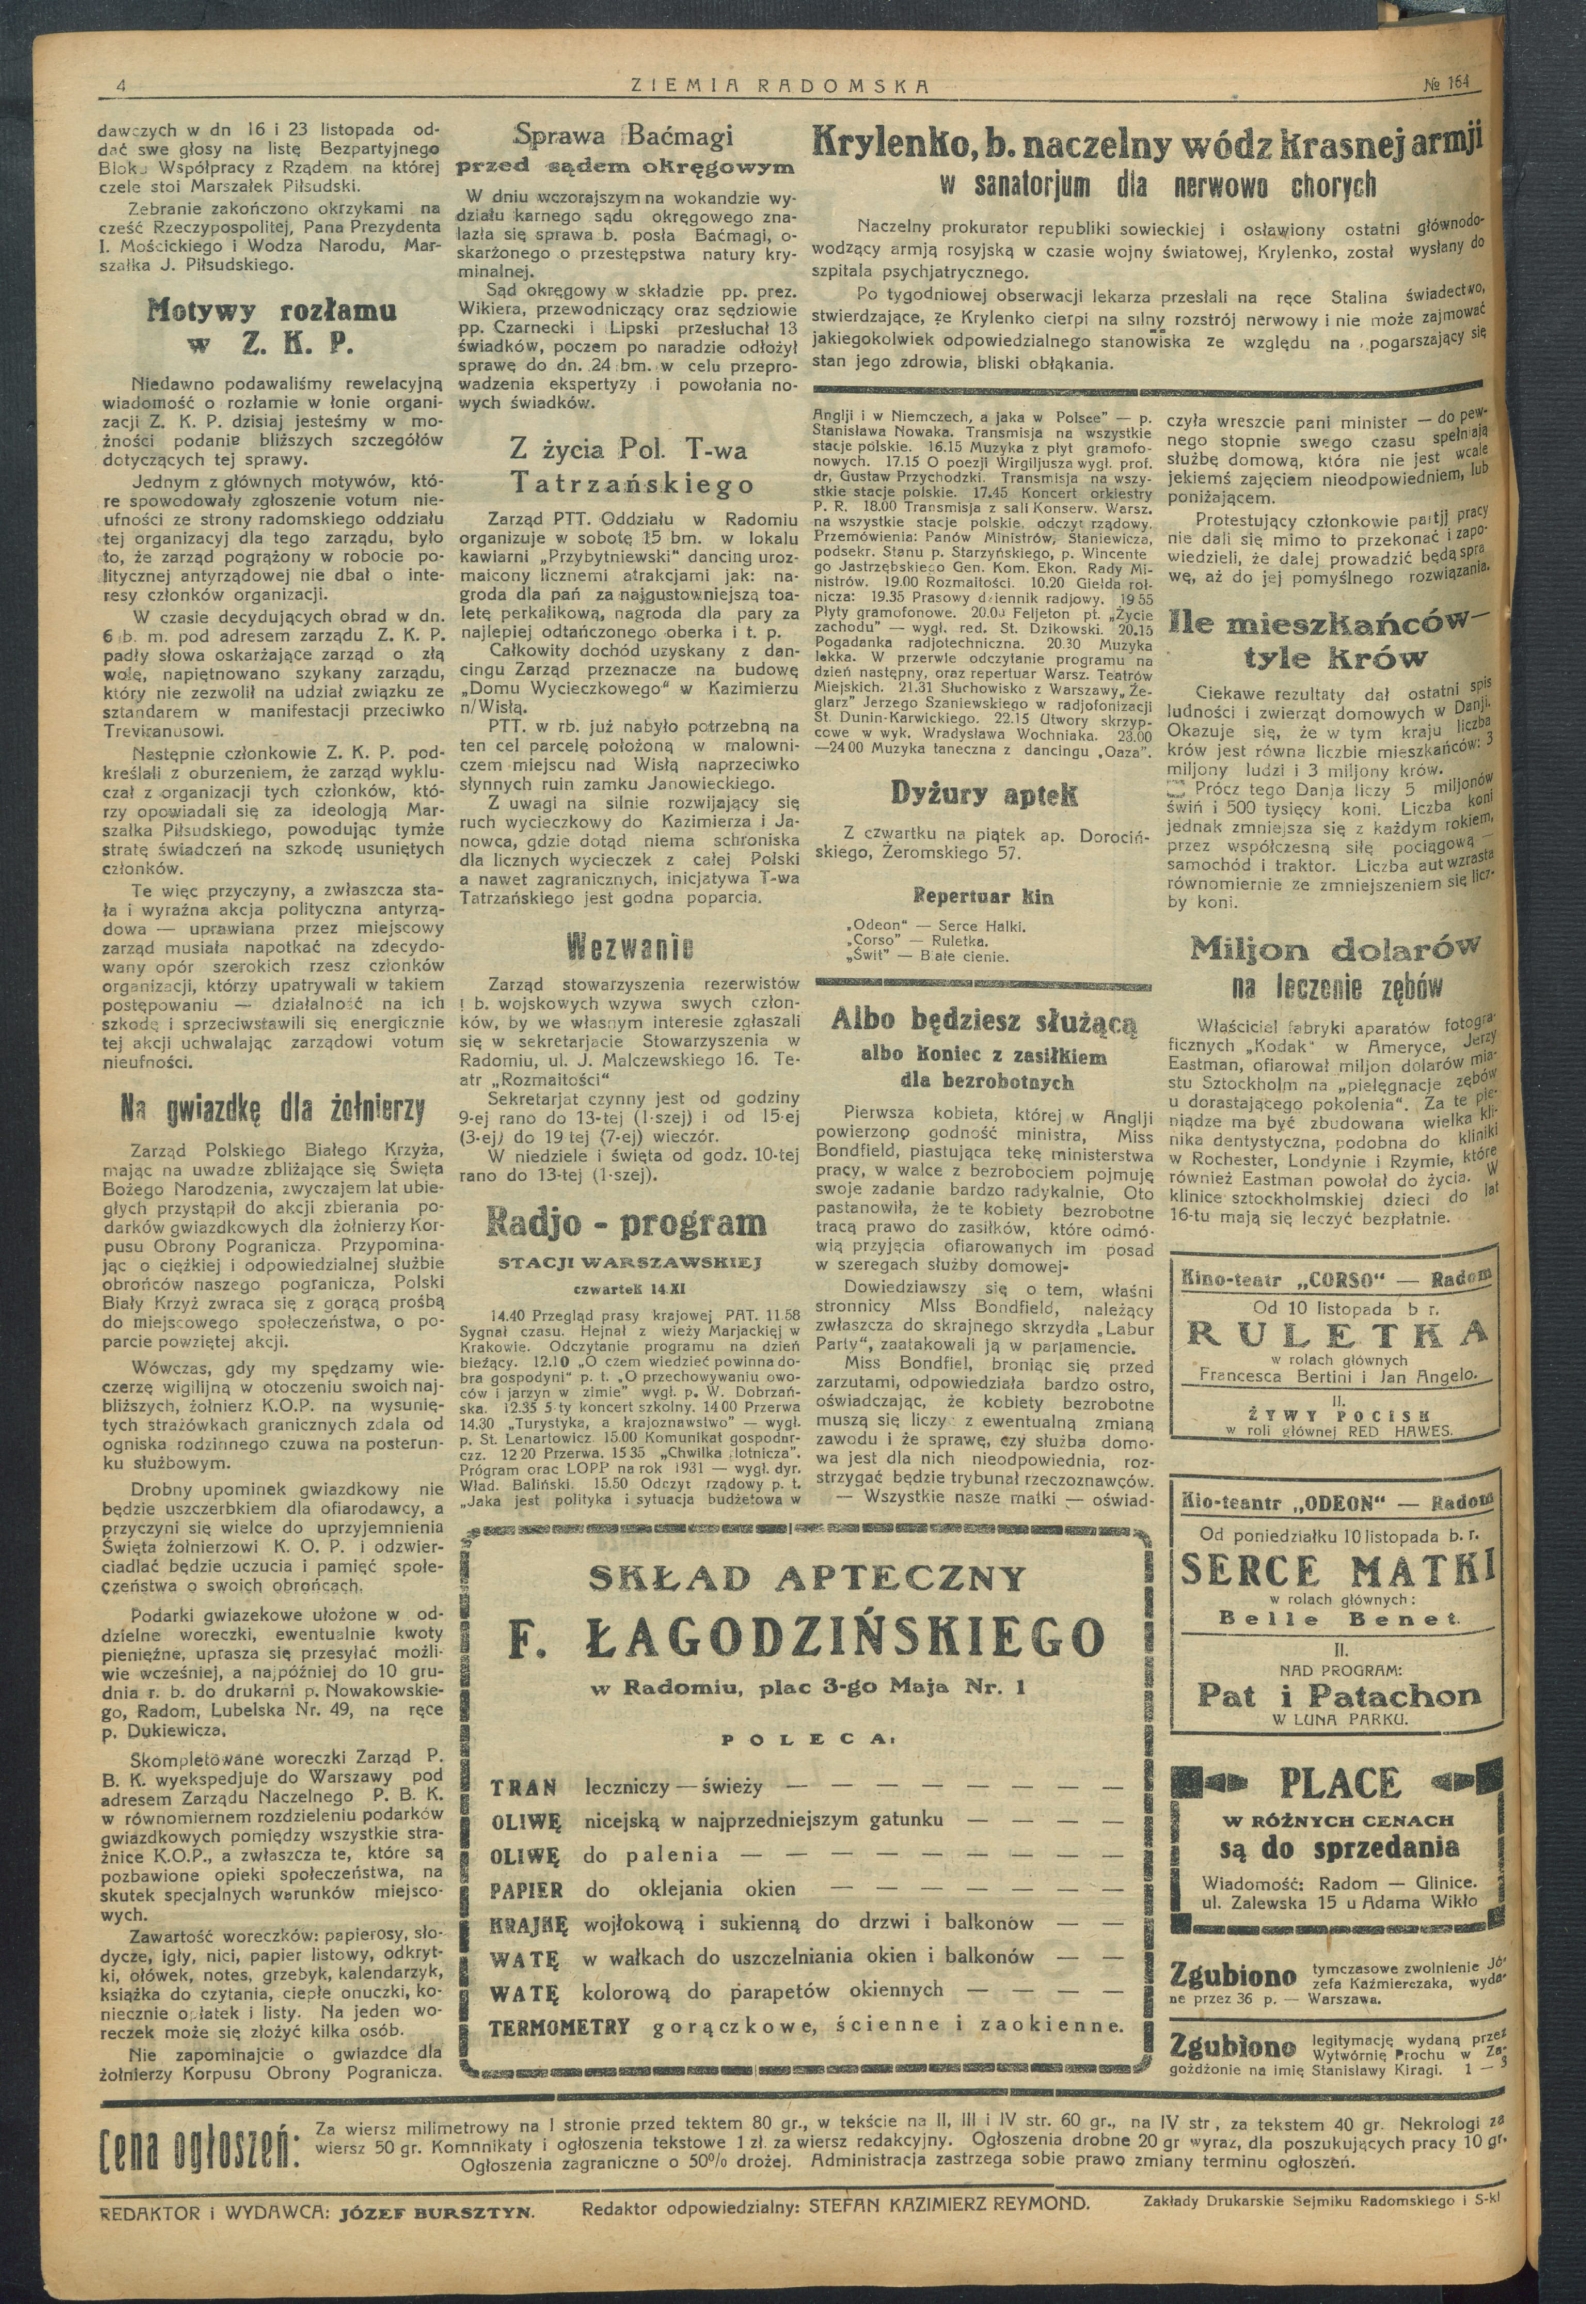 4
ZIEMIA RADOMSKA
№ 164
dawczych w dn 16 i 23 listopada od-
dać swe głosy na listę Bezpartyjnego
Bloku Współpracy z Rządem na której
czele stoi Marszałek Piłsudski.
Zebranie zakończono okrzykami na
cześć Rzeczypospolitej, Pana Prezydenta
I. Mościckiego i Wodza Narodu, Mar-
szałka J. Piłsudskiego.
Motywy rozłamu
w Z. K. P.
Niedawno podawaliśmy rewelacyjną
wiadomość o rozłamie w łonie organi-
zacji Z. K. P. dzisiaj jesteśmy w mo-
żności podanie bliższych szczegółów
dotyczących tej sprawy.
Jednym z głównych motywów, któ-
re spowodowały zgłoszenie votum nie-
ufności ze strony radomskiego oddziału
tej organizacyj dla tego zarządu, było
to, że zarząd pogrążony w robocie po-
litycznej antyrządowej nie dbał o inte-
resy członków organizacji.
W czasie decydujących obrad w dn.
6 b. m. pod adresem zarządu Z. K. P.
padły słowa oskarżające zarząd o złą
wolę, napiętnowano szykany zarządu,
który nie zezwolił na udział związku ze
sztandarem w manifestacji przeciwko
Treviranusowi.
Następnie członkowie Z. K. P. pod-
kreślali z oburzeniem, że zarząd wyklu-
czał z organizacji tych członków, któ-
rzy opowiadali się za ideologją Mar-
szałka Piłsudskiego, powodując tymże
stratę świadczeń na szkodę usuniętych
członków.
Te więc przyczyny, a zwłaszcza sta-
ła i wyraźna akcja polityczna antyrzą-
dowa — uprawiana przez miejscowy
zarząd musiała napotkać na zdecydo-
wany opór szerokich rzesz członków
organizacji, którzy upatrywali w takiem
postępowaniu — działalność na ich
szkodę i sprzeciwstawili się energicznie
tej akcji uchwalając zarządowi votum
nieufności.
Na gwiazdkę dla żołnierzy
Zarząd Polskiego Białego Krzyża,
mając na uwadze zbliżające się Święta
Bożego Narodzenia, zwyczajem lat ubie-
głych przystąpił do akcji zbierania po-
darków gwiazdkowych dla żołnierzy Kor-
pusu Obrony Pogranicza. Przypomina-
jąc o ciężkiej i odpowiedzialnej służbie
obrońców naszego pogranicza, Polski
Biały Krzyż zwraca się z gorącą prośbą
do miejscowego społeczeństwa, o po-
parcie powziętej akcji.
Wówczas, gdy my spędzamy wie-
czerzę wigilijną w otoczeniu swoich naj-
bliższych, żołnierz K.O.P. na wysunię-
tych strażówkach granicznych zdala od
ogniska rodzinnego czuwa na posterun-
ku służbowym.
Drobny upominek gwiazdkowy nie
będzie uszczerbkiem dla ofiarodawcy, a
przyczyni się wielce do uprzyjemnienia
Święta żołnierzowi K. O. P. i odzwier-
ciadlać będzie uczucia i pamięć społe-
czeństwa o swoich obrońcach.
Podarki gwiazekowe ułożone w od-
dzielne woreczki, ewentualnie kwoty
pieniężne, uprasza się przesyłać możli-
wie wcześniej, a najpóźniej do 10 gru-
dnia r. b. do drukarni p. Nowakowskie-
go, Radom, Lubelska Nr. 49, na ręce
p. Dukiewicza.
Skompletowane woreczki Zarząd P.
B. K. wyekspedjuje do Warszawy pod
adresem Zarządu Naczelnego P. B. K.
w równomiernem rozdzieleniu podarków
gwiazdkowych pomiędzy wszystkie stra-
żnice K.O.P., a zwłaszcza te, które są
pozbawione opieki społeczeństwa, na
skutek specjalnych warunków miejsco-
wych.
Zawartość woreczków: papierosy, sło-
dycze, igły, nici, papier listowy, odkryt-
ki, ołówek, notes, grzebyk, kalendarzyk,
książka do czytania, ciepłe onuczki, ko-
niecznie opłatek i listy. Na jeden wo-
reczek może się złożyć kilka osób.
Nie zapominajcie o gwiazdce dla
żołnierzy Korpusu Obrony Pogranicza.
Sprawa Baćmagi
przed sądem okręgowym
W dniu wczorajszym na wokandzie wy-
działu karnego sądu okręgowego zna-
lazła się sprawa b. posła Baćmagi, o-
skarżonego o przestępstwa natury kry-
minalnej.
Sąd okręgowy w składzie pp. prez.
Wikiera, przewodniczący oraz sędziowie
pp. Czarnecki i Lipski przesłuchał 13
świadków, poczem po naradzie odłożył
sprawę do dn. 24 bm. w celu przepro-
wadzenia ekspertyzy i powołania no-
wych świadków.
Z życia Pol. T-wa
Tatrzańskiego
Zarząd PTT. Oddziału w Radomiu
organizuje w sobotę 15 bm. w lokalu
kawiarni „Przybytniewski" dancing uroz-
maicony licznemi atrakcjami jak: na-
groda dla pań za najgustowniejszą toa-
letę perkalikową, nagroda dla pary za
najlepiej odtańczonego oberka i t. p.
Całkowity dochód uzyskany z dan-
cingu Zarząd przeznacze na budowę
„Domu Wycieczkowego" w Kazimierzu
n/Wisłą.
PTT. w rb. już nabyło potrzebną na
ten cel parcelę położoną w malowni-
czem miejscu nad Wisłą naprzeciwko
słynnych ruin zamku Janowieckiego.
Z uwagi na silnie rozwijający się
ruch wycieczkowy do Kazimierza i Ja-
nowca, gdzie dotąd niema schroniska
dla licznych wycieczek z całej Polski
a nawet zagranicznych, inicjatywa T-wa
Tatrzańskiego jest godna poparcia.
Wezwanie
Zarząd stowarzyszenia rezerwistów
i b. wojskowych wzywa swych człon-
ków, by we własnym interesie zgłaszali
się w sekretarjacie Stowarzyszenia w
Radomiu, ul. J. Malczewskiego 16. Te-
atr „Rozmaitości"
Sekretarjat czynny jest od godziny
9-ej rano do 13-tej (1-szej) i od 15-ej
(3-ej) do 19 tej (7-ej) wieczór.
W niedziele i święta od godz. 10-tej
rano do 13-tej (1-szej).
Radjo - program
STACJI WARSZAWSKIEJ
czwartek 14.XI
14.40 Przegląd prasy krajowej PAT. 11.58
Sygnał czasu. Hejnał z wieży Marjackiej w
Krakowie. Odczytanie programu na dzień
bieżący. 12.10 „O czem wiedzieć powinna do-
bra gospodyni" p. t. „O przechowywaniu owo-
ców i jarzyn w zimie" wygł. p. W. Dobrzań-
ska. 12.35 5-ty koncert szkolny. 14 00 Przerwa
14.30 „Turystyka, a krajoznawstwo" — wygł.
p. St. Lenartowicz. 15.00 Komunikat gospodar-
czz. 12 20 Przerwa. 15 35 „Chwilka lotnicza".
Prógram orac LOPP na rok 1931 — wygł. dyr.
Wład. Baliński. 15.50 Odczyt rządowy p. t.
„Jaka jest polityka i sytuacja budżetowa w
Krylenko, b. naczelny wódz krasnej armji
w sanatorjum dla nerwowo chorych
Naczelny prokurator republiki sowieckiej i osławiony ostatni głównodo-
wodzący armją rosyjską w czasie wojny światowej, Krylenko, został wysłany do
szpitala psychjatrycznego.
Po tygodniowej obserwacji lekarza przesłali na ręce Stalina świadectwo,
stwierdzające, że Krylenko cierpi na silny rozstrój nerwowy i nie może zajmować
jakiegokolwiek odpowiedzialnego stanowiska ze względu na pogarszający się
stan jego zdrowia, bliski obłąkania.
Anglji i w Niemczech, a jaka w Polsce" — p.
Stanisława Nowaka. Transmisja na wszystkie
stacje polskie. 16.15 Muzyka z płyt gramofo-
nowych. 17.15 O poezji Wirgiljusza wygł. prof.
dr, Gustaw Przychodzki. Transmisja na wszy-
stkie stacje polskie. 17.45 Koncert orkiestry
P. R. 18.00 Transmisja z sali Konserw. Warsz.
na wszystkie stacje polskie. odczyt rządowy.
Przemówienia: Panów Ministrów, Staniewicza,
podsekr. Stanu p. Starzyńskiego, p. Wincente
go Jastrzębskiego Gen. Kom. Ekon. Rady Mi-
nistrów. 19.00 Rozmaitości. 10.20 Giełda rol-
nicza: 19.35 Prasowy dziennik radjowy. 19 55
Płyty gramofonowe. 20.00 Feljeton pt. „Życie
zachodu" — wygł. red. St. Dzikowski. 20.15
Pogadanka radjotechniczna. 20.30 Muzyka
lekka. W przerwie odczytanie programu na
dzień następny, oraz repertuar Warsz. Teatrów
Miejskich. 21.31 Słuchowisko z Warszawy „Że-
glarz" Jerzego Szaniewskiego w radjofonizacji
St. Dunin-Karwickiego. 22.15 Utwory skrzyp-
cowe w wyk. Wradysława Wochniaka. 23.00
—24 00 Muzyka taneczna z dancingu „Oaza".
Dyżury aptek
Z czwartku na piątek ap. Dorociń-
skiego, Żeromskiego 57.
Repertuar kin
„Odeon" — Serce Halki.
„Corso" — Ruletka.
„Świt" — Białe cienie.
Albo będziesz służącą
albo koniec z zasiłkiem
dla bezrobotnych
Pierwsza kobieta, której w Anglji
powierzono godność ministra, Miss
Bondfield, piastująca tekę ministerstwa
pracy, w walce z bezrobociem pojmuję
swoje zadanie bardzo radykalnie, Oto
pastanowiła, że te kobiety bezrobotne
tracą prawo do zasiłków, które odmó-
wią przyjęcia ofiarowanych im posad
w szeregach służby domowej-
Dowiedziawszy się o tem, właśni
stronnicy Miss Bondfield, należący
zwłaszcza do skrajnego skrzydła „Labur
Party", zaatakowali ją w parlamencie.
Miss Bondfiel, broniąc się przed
zarzutami, odpowiedziała bardzo ostro,
oświadczając, że kobiety bezrobotne
muszą się liczyć z ewentualną zmianą
zawodu i że sprawę, czy służba domo-
wa jest dla nich nieodpowiednia, roz-
strzygać będzie trybunał rzeczoznawców.
— Wszystkie nasze matki — oświad-
czyła wreszcie pani minister — do pew-
nego stopnie swego czasu spełniają
służbę domową, która nie jest wcale
jekiemś zajęciem nieodpowiedniem, lub
poniżającem.
Protestujący członkowie partji pracy
nie dali się mimo to przekonać i zapo-
wiedzieli, że dalej prowadzić będą spra
wę, aż do jej pomyślnego rozwiązania.
Ile mieszkańców—
tyle krów
Ciekawe rezultaty dał ostatni spis
ludności i zwierząt domowych w Danji.
Okazuje się, że w tym kraju liczba
krów jest równa liczbie mieszkańców: 3
miljony ludzi i 3 miljony krów.
Prócz tego Danja liczy 5 miljonów
świń i 500 tysięcy koni. Liczba koni
jednak zmniejsza się z każdym rokiem,
przez współczesną siłę pociągową —
samochód i traktor. Liczba aut wzrasta
równomiernie ze zmniejszeniem się licz-
by koni.
Miljon dolarów
na leczenie zębów
Właściciel fabryki aparatów fotogra-
ficznych „Kodak" w Ameryce, Jerzy
Eastman, ofiarował miljon dolarów mia-
stu Sztockholm na „pielęgnacje zębów
u dorastającego pokolenia". Za te pie-
niądze ma być zbudowana wielka kli-
nika dentystyczna, podobna do kliniki
w Rochester, Londynie i Rzymie, które
również Eastman powołał do życia. W
klinice sztockholmskiej dzieci do lat
16-tu mają się leczyć bezpłatnie.
Kino-teatr „CORSO" — Radom
Od 10 listopada b r.
RULETKA
w rolach głównych
Francesca Bertini i Jan Angelo.
II.
ŻYWY POCISK
w roli głównej RED HAWES.
Kio-teantr „ODEON" — Radom
Od poniedziałku 10 listopada b. r.
SERCE MATKI
w rolach głównych:
Belle Benet.
II.
NAD PROGRAM:
Pat i Patachon
W LUNA PARKU.
PLACE
W RÓŻNYCH CENACH
są do sprzedania
Wiadomość: Radom — Glinice.
ul. Zalewska 15 u Adama Wikło
Zgubiono tymczasowe zwolnienie Jó-
zefa Kaźmierczaka, wyda-
ne przez 36 p. — Warszawa.
Zgubiono legitymację wydaną przez
Wytwórnię Prochu w Za-
gożdżonie na imię Stanisławy Kiragi. 1 — 3
SKŁAD APTECZNY
F. ŁAGODZIŃSKIEGO
w Radomiu, plac 3-go Maja Nr. 1
POLECA:
TRAN leczniczy — świeży — — — — — — — —
OLIWĘ nicejską w najprzedniejszym gatunku — — — —
OLIWĘ do palenia — — — — — — — — —
PAPIER do oklejania okien — — — — — — —
KRAJKĘ wojłokową i sukienną do drzwi i balkonów — —
WATĘ w wałkach do uszczelniania okien i balkonów — —
WATĘ kolorową do parapetów okiennych — — — —
TERMOMETRY gorączkowe, ścienne i zaokienne.
Cena ogłoszeń:
Za wiersz milimetrowy na I stronie przed tektem 80 gr., w tekście na II, III i IV str. 60 gr., na IV str, za tekstem 40 gr. Nekrologi za
wiersz 50 gr. Komnnikaty i ogłoszenia tekstowe 1 zł. za wiersz redakcyjny. Ogłoszenia drobne 20 gr wyraz, dla poszukujących pracy 10 gr.
Ogłoszenia zagraniczne o 50% drożej. Administracja zastrzega sobie prawo zmiany terminu ogłoszeń.
REDAKTOR i WYDAWCA: JÓZEF BURSZTYN.
Redaktor odpowiedzialny: STEFAN KAZIMIERZ REYMOND.
Zakłady Drukarskie Sejmiku Radomskiego i S-ki